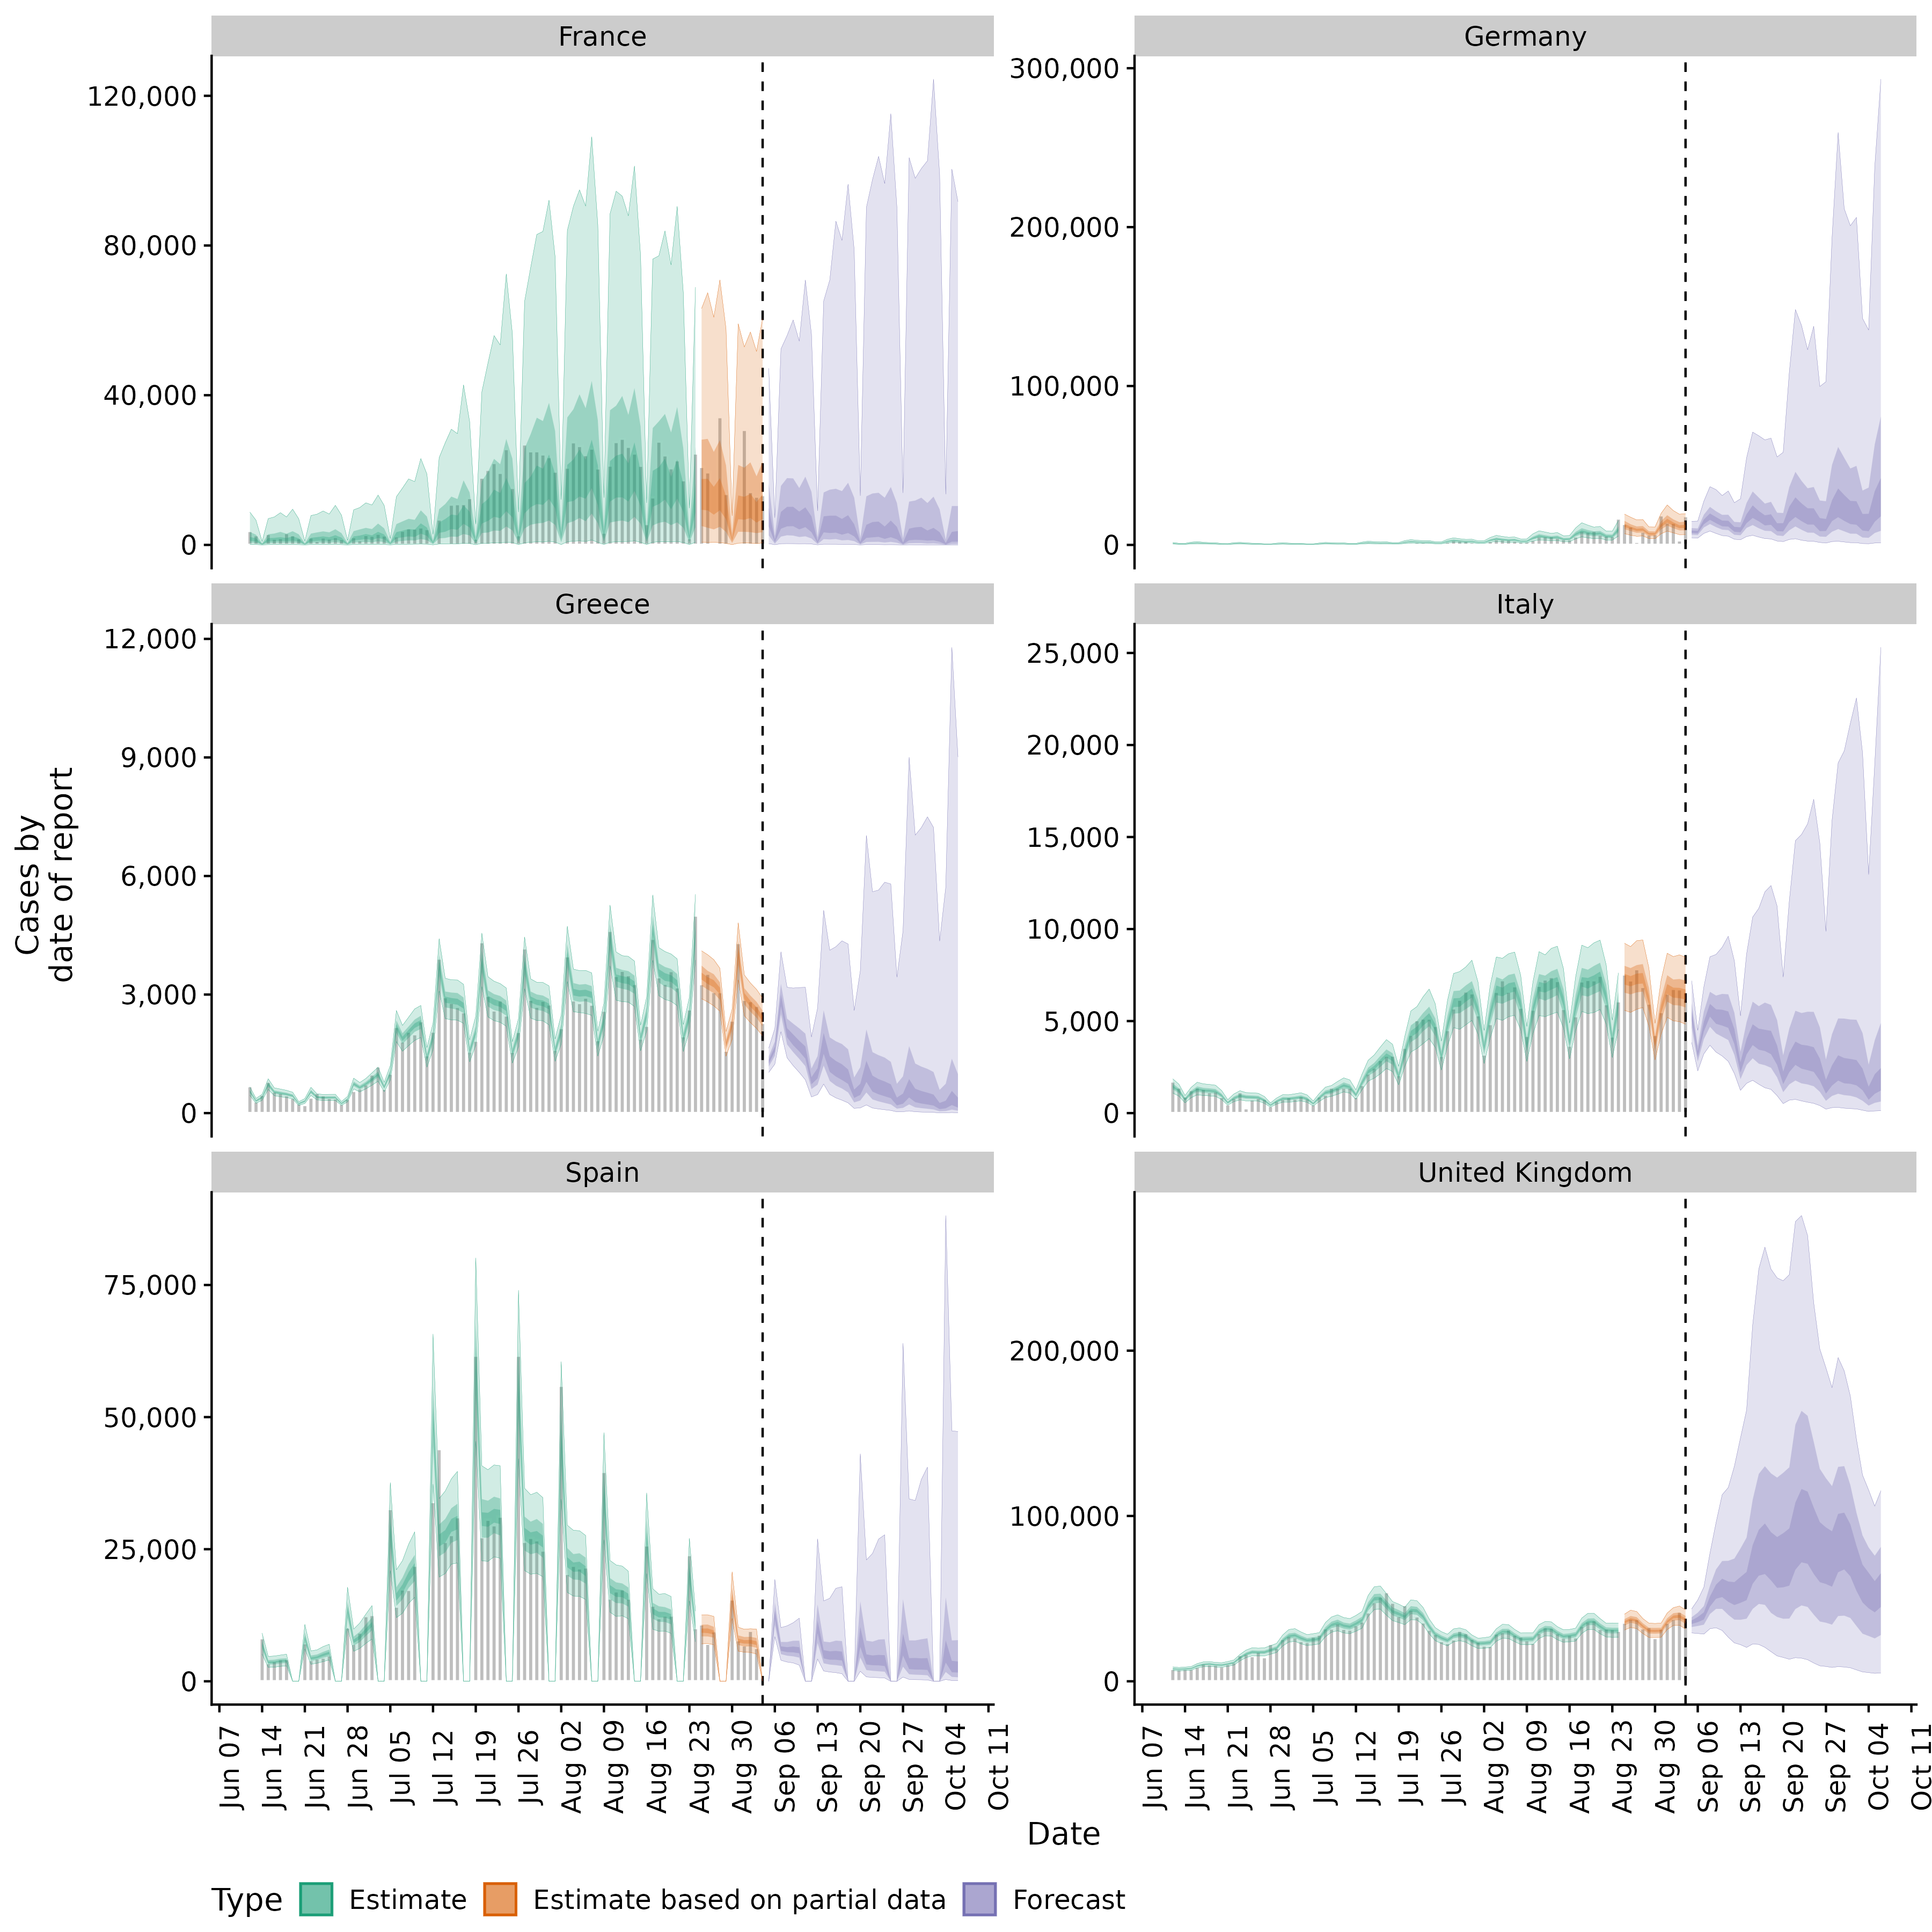 France
Germany
120,000
80,000
40,000
0
300,000
200,000
100,000
0
Greece
Italy
12,000
9,000
6,000
3,000
0
25,000
20,000
15,000
10,000
5,000
0
Spain
United Kingdom
75,000
50,000
25,000
0
200,000
100,000
0
Cases by
date of report
Jun 07
Jun 14
Jun 21
Jun 28
Jul 05
Jul 12
Jul 19
Jul 26
Aug 02
Aug 09
Aug 16
Aug 23
Aug 30
Sep 06
Sep 13
Sep 20
Sep 27
Oct 04
Oct 11
Jun 07
Jun 14
Jun 21
Jun 28
Jul 05
Jul 12
Jul 19
Jul 26
Aug 02
Aug 09
Aug 16
Aug 23
Aug 30
Sep 06
Sep 13
Sep 20
Sep 27
Oct 04
Oct 11
Date
Type Estimate Estimate based on partial data Forecast